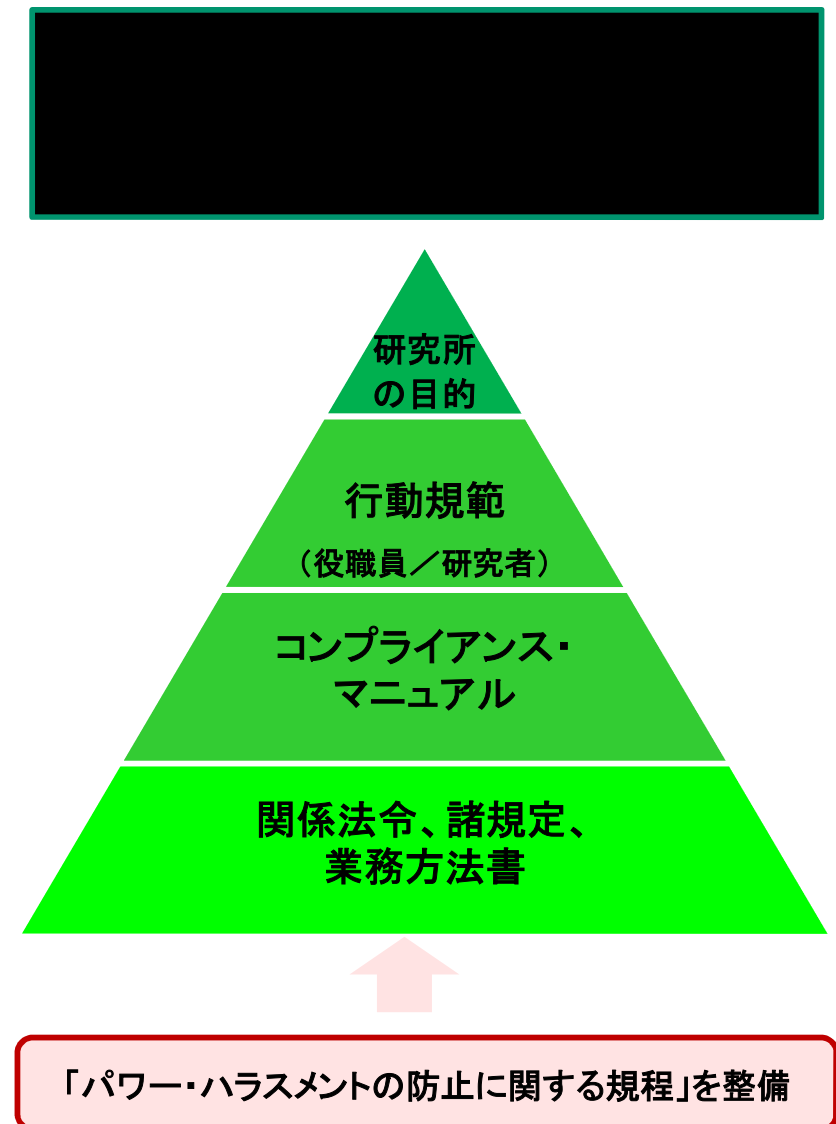 研究所
の目的
行動規範
（役職員／研究者）
コンプライアンス・
マニュアル
関係法令、諸規定、
業務方法書
「パワー・ハラスメントの防止に関する規程」を整備